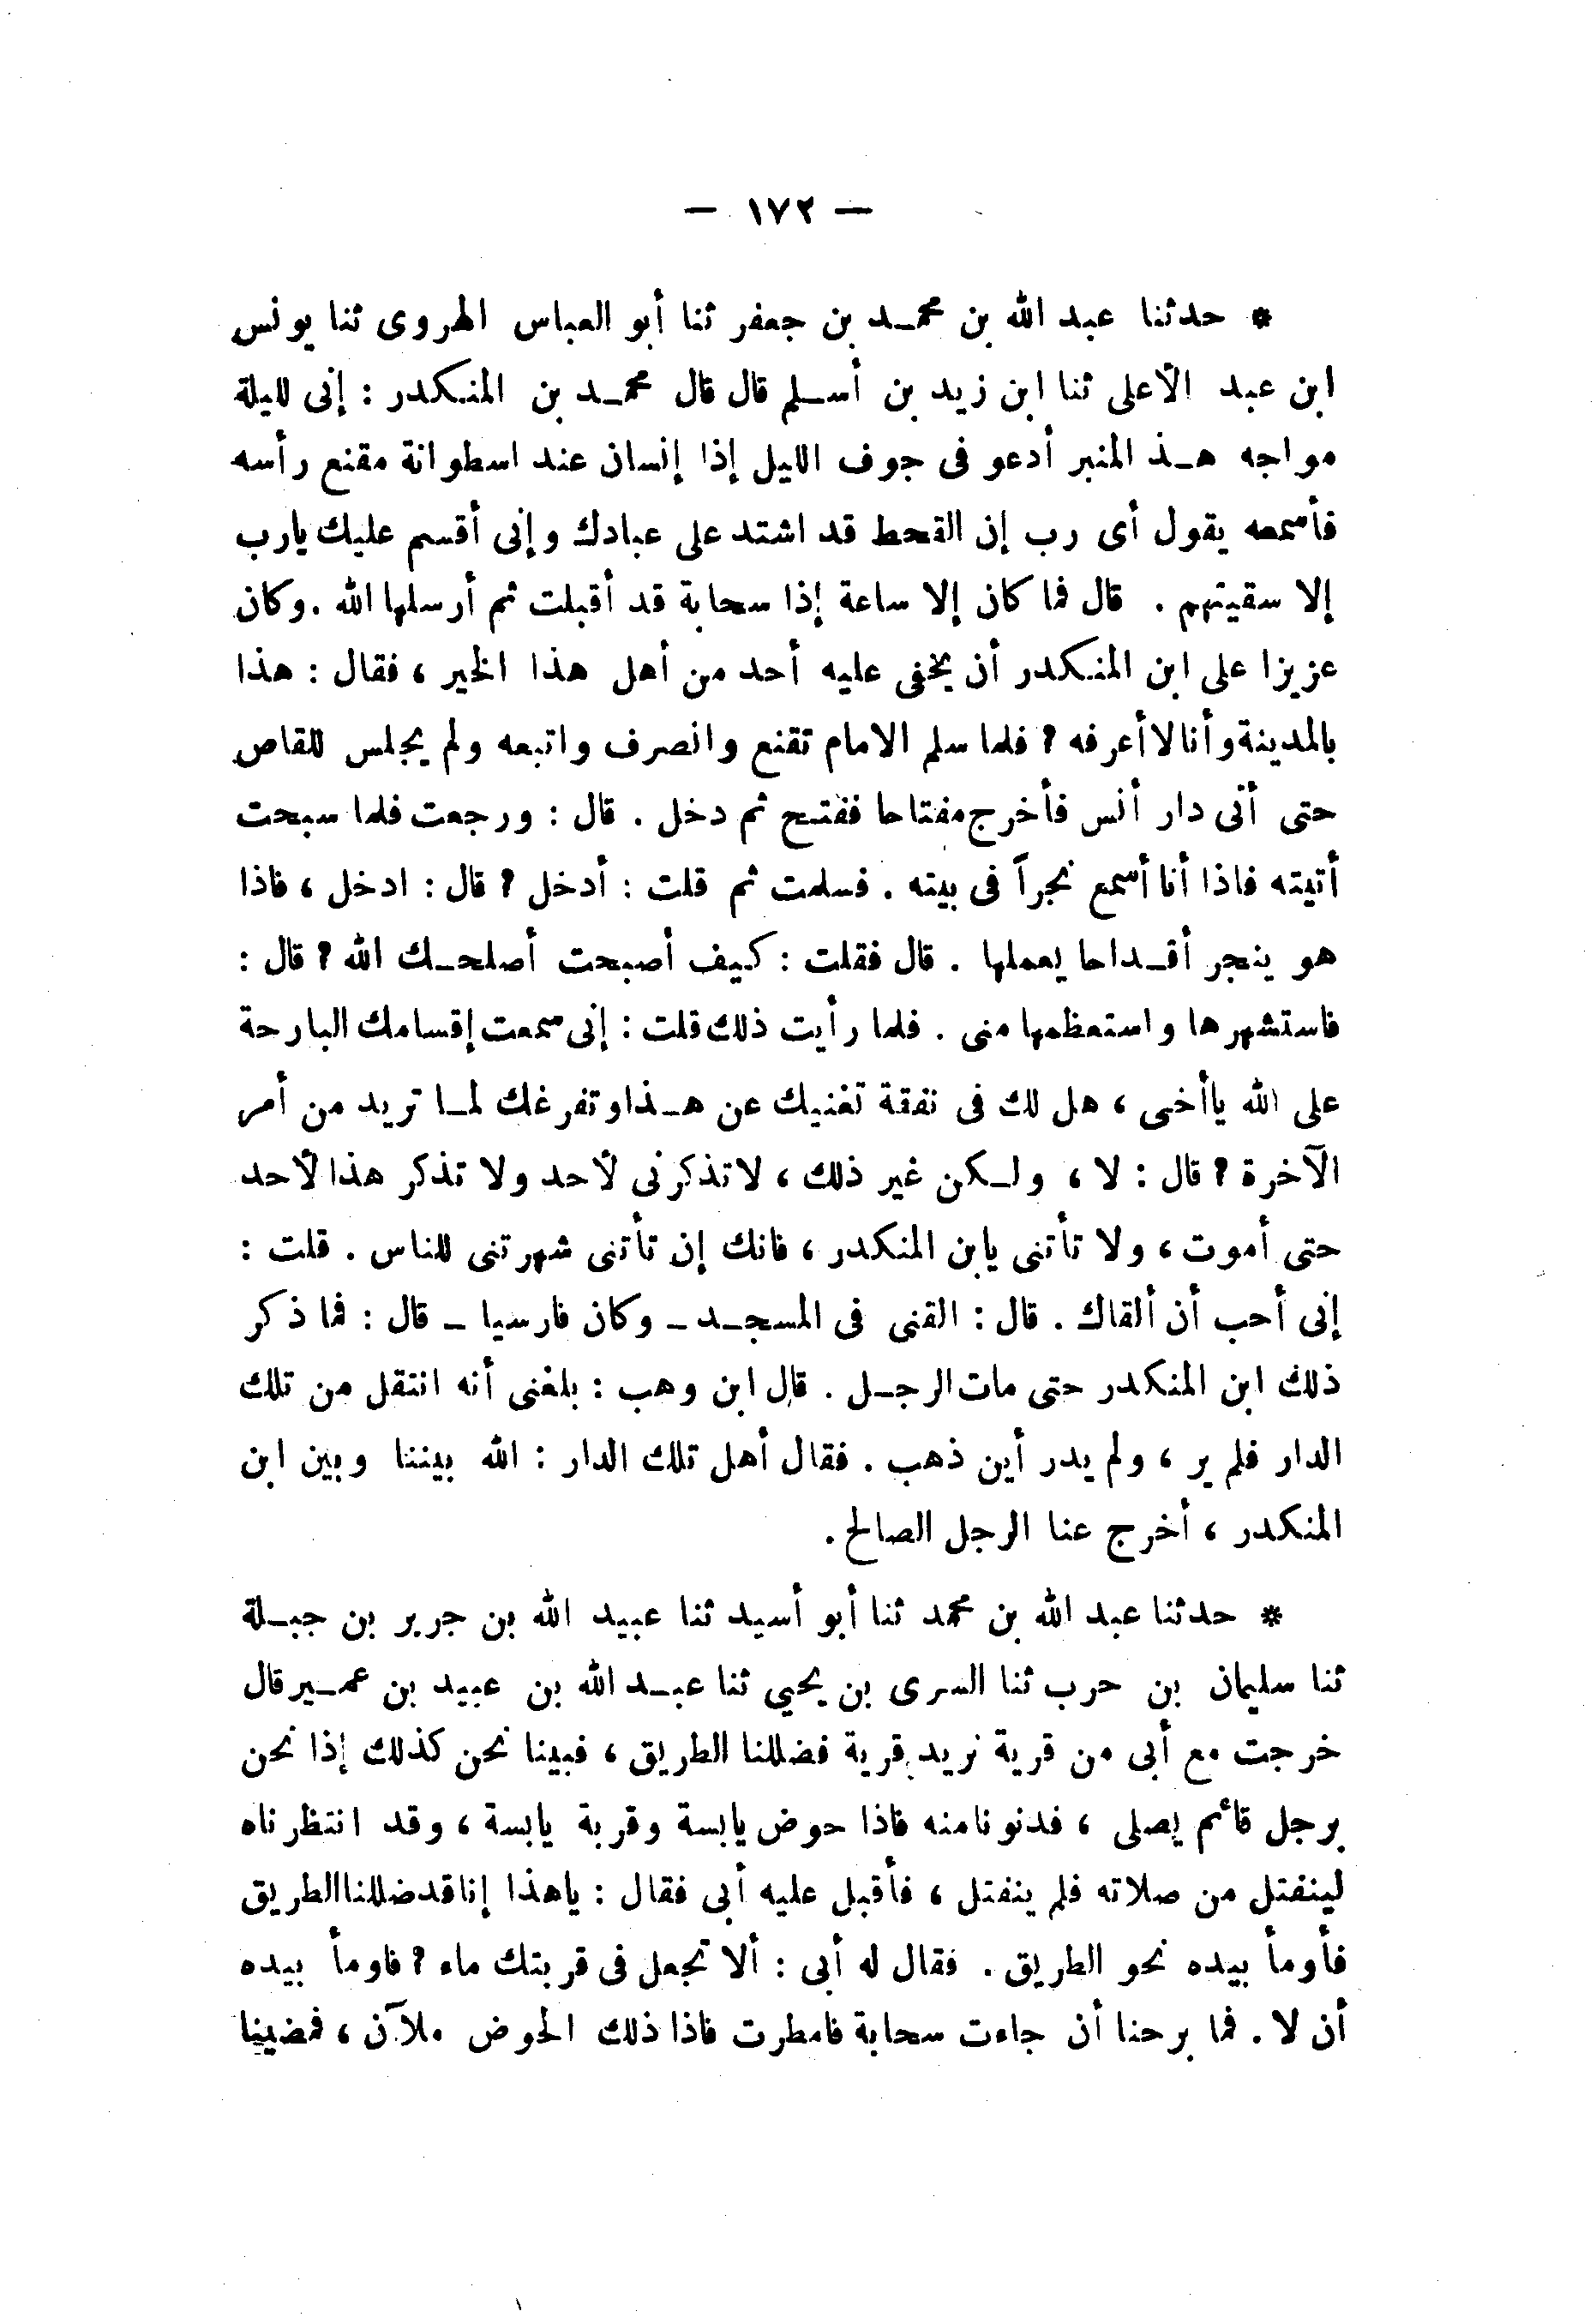 — ١٧٢ —
* حدثنا عبد الله بن محمد بن جعفر ثنا أبو العباس الهروى ثنا يونس
ابن عبد الأعلى ثنا ابن زيد بن أسلم قال قال محمد بن المنكدر : إنى لليلة
مواجه هذ المنبر أدعو فى جوف الليل إذا إنسان عند اسطوانة مقنع رأسه
فأسمعه يقول أى رب إن القحط قد اشتد على عبادك وإنى أقسم عليك يارب
إلا سقيتهم . قال فما كان إلا ساعة إذا سحابة قد أقبلت ثم أرسلها الله . وكان
عزيزا على ابن المنكدر أن يخفى عليه أحد من أهل هذا الخير ، فقال : هذا
بالمدينة وأنا لا أعرفه ? فلما سلم الامام تقنع وانصرف واتبعه ولم يجلس للقاص
حتى أتى دار أنس فأخرج مفتاحا ففتح ثم دخل . قال : ورجعت فلما سبحت
أتيته فاذا أنا أسمع نجراً فى بيته . فسلمت ثم قلت : أدخل ? قال : ادخل ، فاذا
هو ينجر أقداحا يعملها . قال فقلت : كيف أصبحت أصلحك الله ? قال :
فاستشهرها واستعظمها منى . فلما رأيت ذلك قلت : إنى سمعت إقسامك البارحة
على الله ياأخى ، هل لك فى نفقة تغنيك عن هذا وتفرغك لما تريد من أمر
الآخرة ? قال : لا ، ولكن غير ذلك ، لا تذكرنى لأحد ولا تذكر هذا لأحد
حتى أموت ، ولا تأتنى يابن المنكدر ، فانك إن تأتنى شهرتنى للناس . قلت :
إنى أحب أن ألقاك . قال : القنى فى المسجد - وكان فارسيا - قال : فما ذكر
ذلك ابن المنكدر حتى مات الرجل . قال ابن وهب : بلغنى أنه انتقل من تلك
الدار فلم ير ، ولم يدر أين ذهب . فقال أهل تلك الدار : الله بيننا وبين ابن
المنكدر ، أخرج عنا الرجل الصالح .
* حدثنا عبد الله بن محمد ثنا أبو أسيد ثنا عبيد الله بن جرير بن جبلة
ثنا سليمان بن حرب ثنا السرى بن يحيى ثنا عبد الله بن عبيد بن عمير قال
خرجت مع أبى من قرية نريد قرية فضللنا الطريق ، فبينا نحن كذلك إذا نحن
برجل قائم يصلى ، فدنونا منه فاذا حوض يابسة وقربة يابسة ، وقد انتظرناه
لينفتل من صلاته فلم ينفتل ، فأقبل عليه أبى فقال : ياهذا إنا قد ضللنا الطريق
فأومأ بيده نحو الطريق . فقال له أبى : ألا تجعل فى قربتك ماء ? فاومأ بيده
أن لا . فما برحنا أن جاءت سحابة فامطرت فاذا ذلك الحوض ملآن ، فمضينا